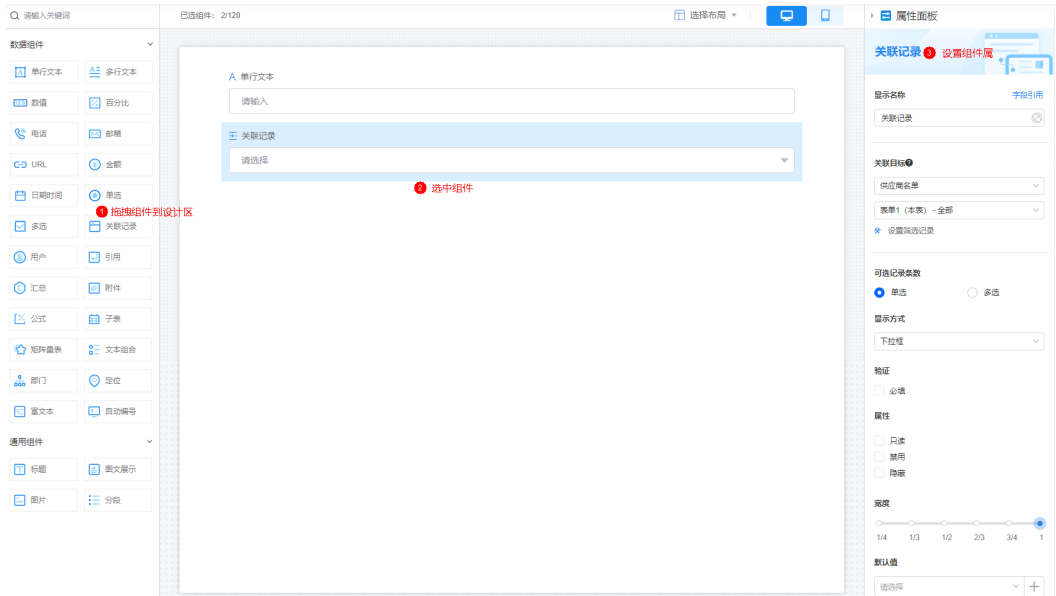 请输入关键词
已选组件: 2/120
选择布局
属性面板
数据组件
单行文本
多行文本
数值
百分比
电话
邮箱
URL
金额
日期时间
单选
1 拖拽组件到设计区
多选
关联记录
用户
引用
汇总
附件
公式
子表
矩阵量表
文本组合
部门
定位
富文本
自动编号
通用组件
标题
图文展示
图片
分段
A 单行文本
请输入
关联记录
请选择
2 选中组件
关联记录
3 设置组件属
显示名称
字段引用
关联记录
关联目标
供应商名单
表单1（本表）- 全部
设置筛选记录
可选记录条数
单选
多选
显示方式
下拉框
验证
必填
属性
只读
禁用
隐藏
宽度
1/4 1/3 1/2 2/3 3/4 1
默认值
请选择